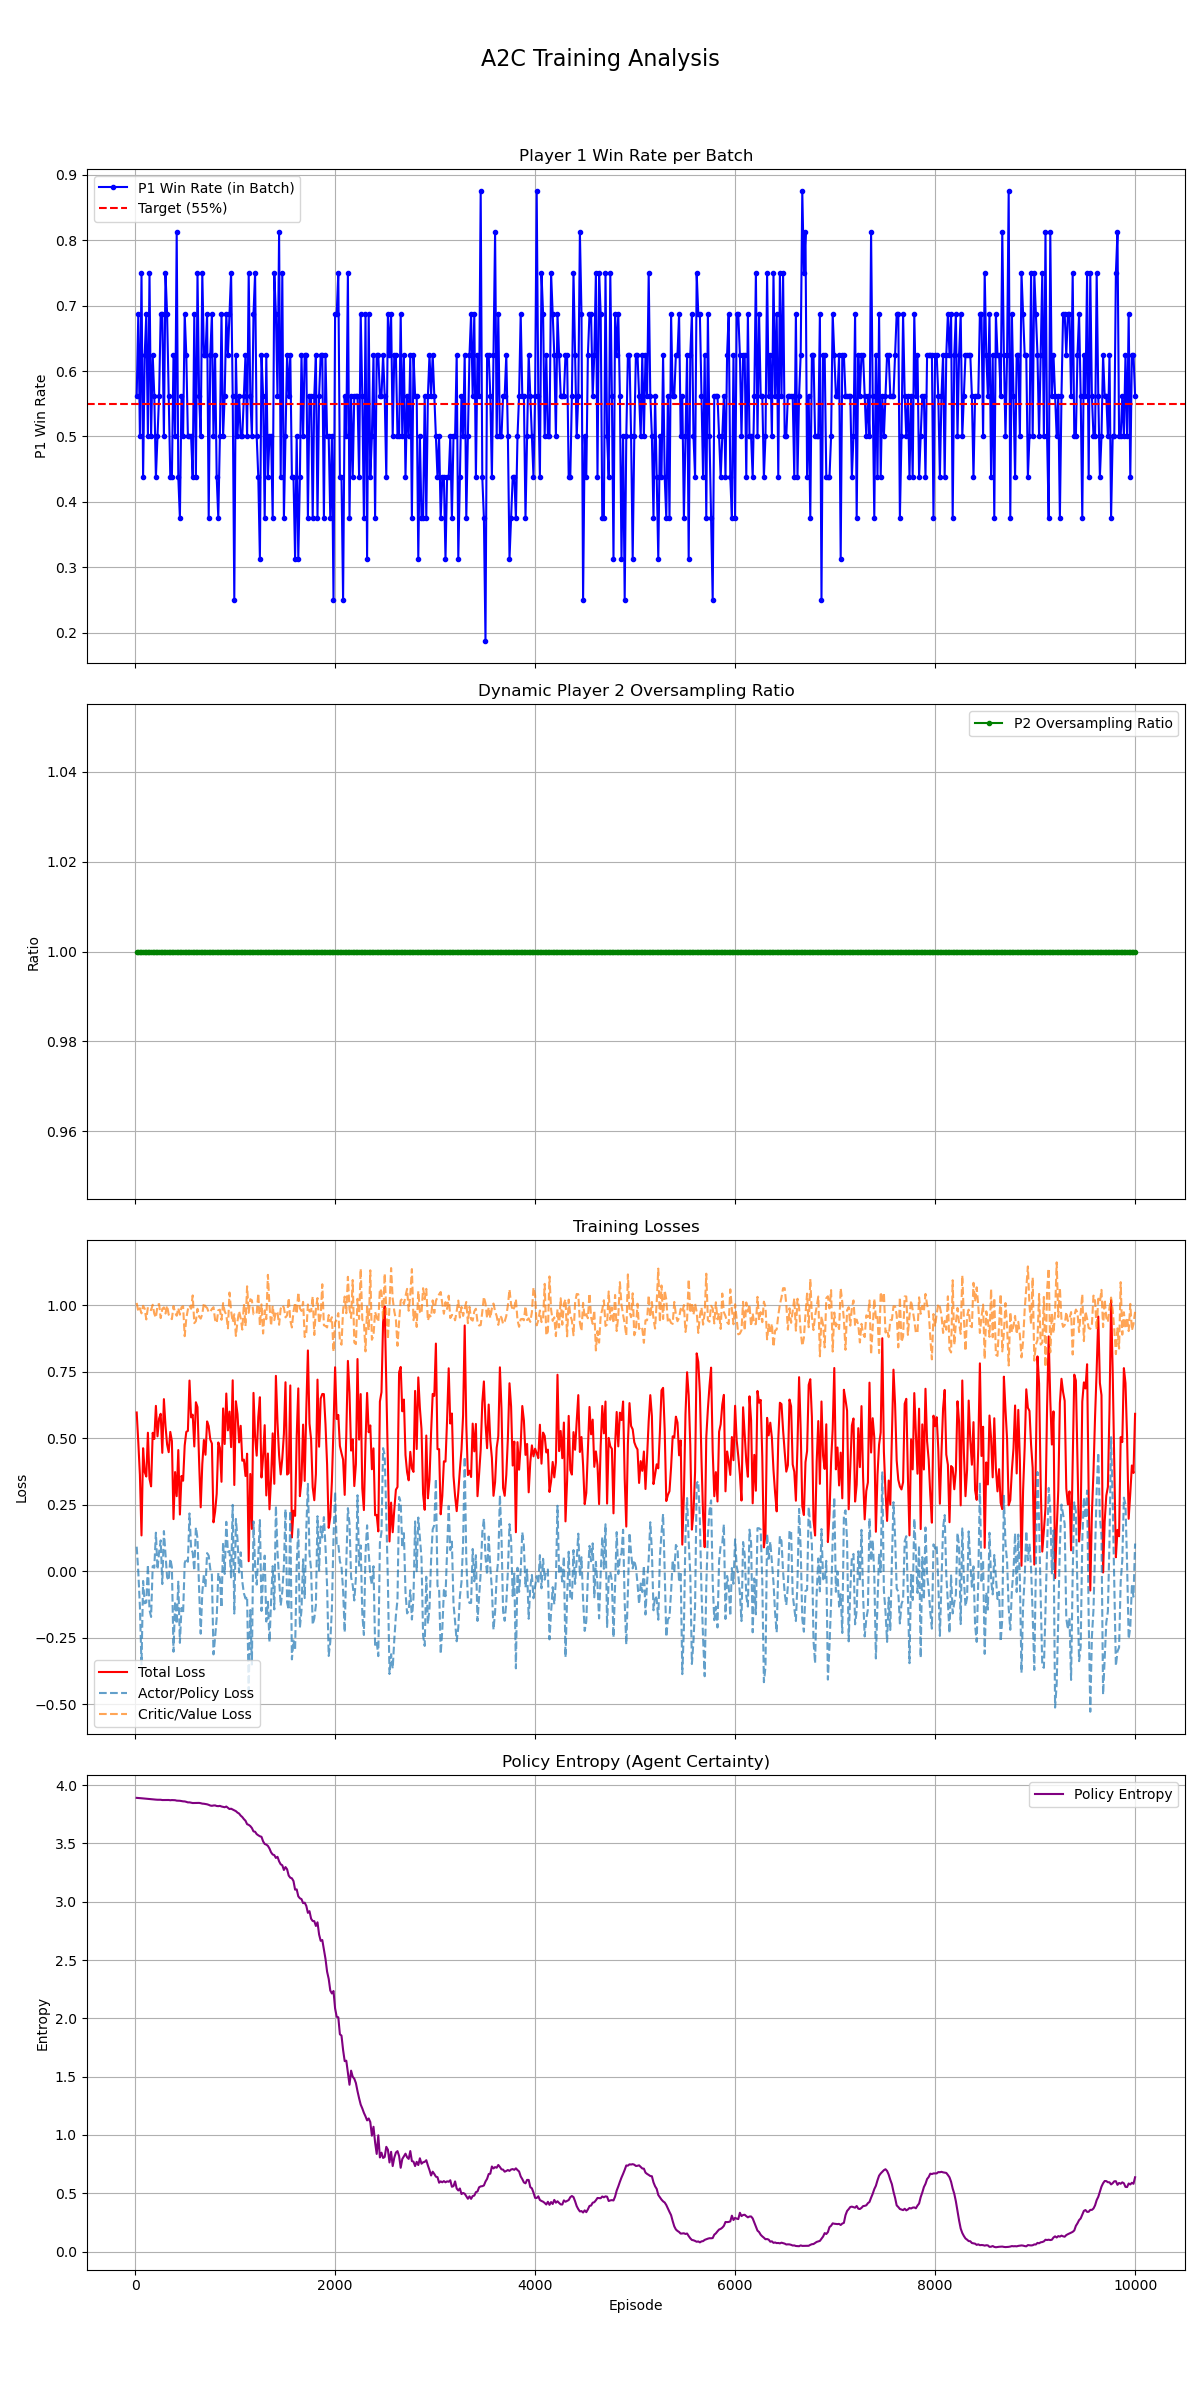 A2C Training Analysis
Player 1 Win Rate per Batch
P1 Win Rate (in Batch)
Target (55%)
P1 Win Rate
0.9
0.8
0.7
0.6
0.5
0.4
0.3
0.2
Dynamic Player 2 Oversampling Ratio
P2 Oversampling Ratio
Ratio
1.04
1.02
1.00
0.98
0.96
Training Losses
Loss
1.00
0.75
0.50
0.25
0.00
−0.25
−0.50
Total Loss
Actor/Policy Loss
Critic/Value Loss
Policy Entropy (Agent Certainty)
Policy Entropy
Entropy
4.0
3.5
3.0
2.5
2.0
1.5
1.0
0.5
0.0
0 2000 4000 6000 8000 10000
Episode